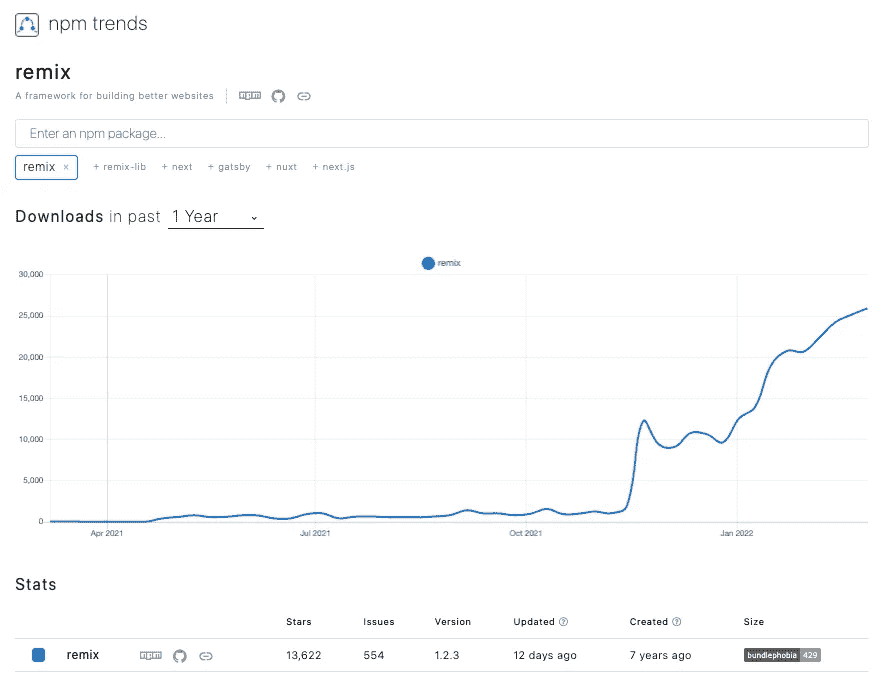 npm trends
remix
A framework for building better websites
Enter an npm package...
remix × + remix-lib + next + gatsby + nuxt + next.js
Downloads in past 1 Year
remix
30,000
25,000
20,000
15,000
10,000
5,000
0
Apr 2021 Jul 2021 Oct 2021 Jan 2022
Stats
Stars Issues Version Updated ? Created ? Size
remix 13,622 554 1.2.3 12 days ago 7 years ago bundlephobia 429